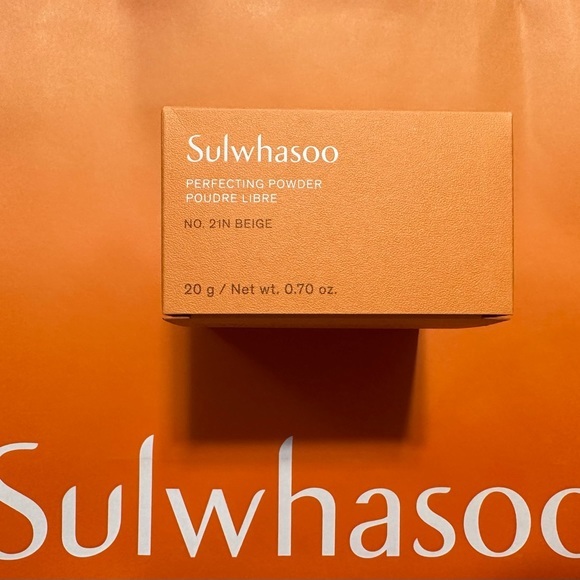 Sulwhasoo
PERFECTING POWDER
POUDRE LIBRE
NO. 21N BEIGE
20 g / Net wt. 0.70 oz.
Sulwhasoo